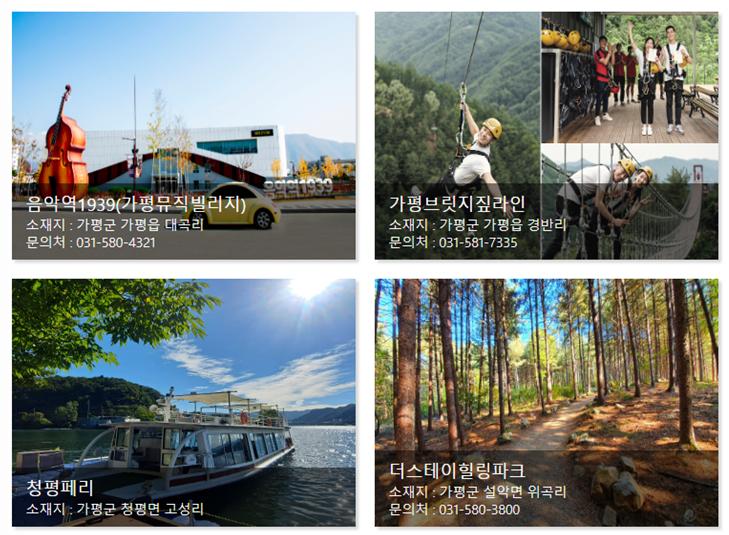 음악역1939(가평뮤직빌리지)
소재지 : 가평군 가평읍 대곡리
문의처 : 031-580-4321
가평브릿지짚라인
소재지 : 가평군 가평읍 경반리
문의처 : 031-581-7335
청평페리
소재지 : 가평군 청평면 고성리
더스테이힐링파크
소재지 : 가평군 설악면 위곡리
문의처 : 031-580-3800